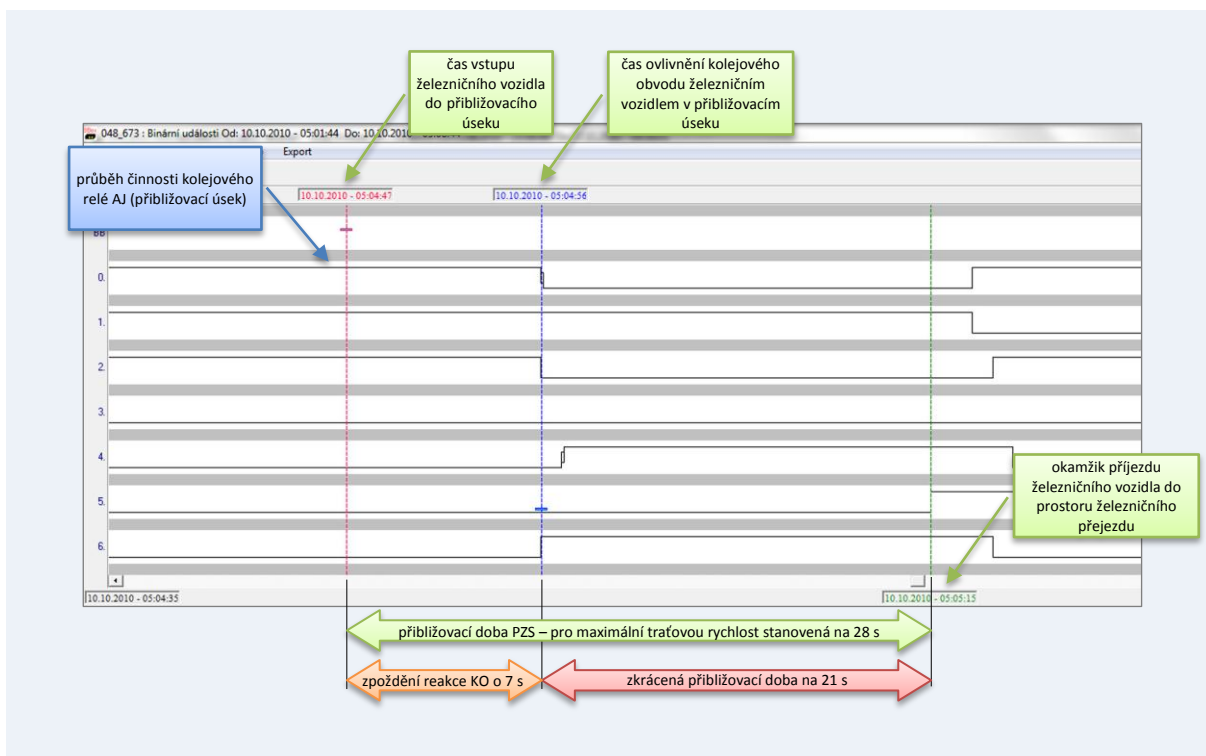 čas vstupu
železničního vozidla
do přibližovacího
úseku
čas ovlivnění kolejového
obvodu železničním
vozidlem v přibližovacím
úseku
048_673 : Binární události Od: 10.10.2010 - 05:01:44 Do: 10.10.2010
Export
průběh činnosti kolejového
relé AJ (přibližovací úsek)
10.10.2010 - 05:04:47
10.10.2010 - 05:04:56
BB
0.
1.
2.
3.
4.
5.
6.
okamžik příjezdu
železničního vozidla do
prostoru železničního
přejezdu
10.10.2010 - 05:04:35
10.10.2010 - 05:05:15
přibližovací doba PZS – pro maximální traťovou rychlost stanovená na 28 s
zpoždění reakce KO o 7 s
zkrácená přibližovací doba na 21 s